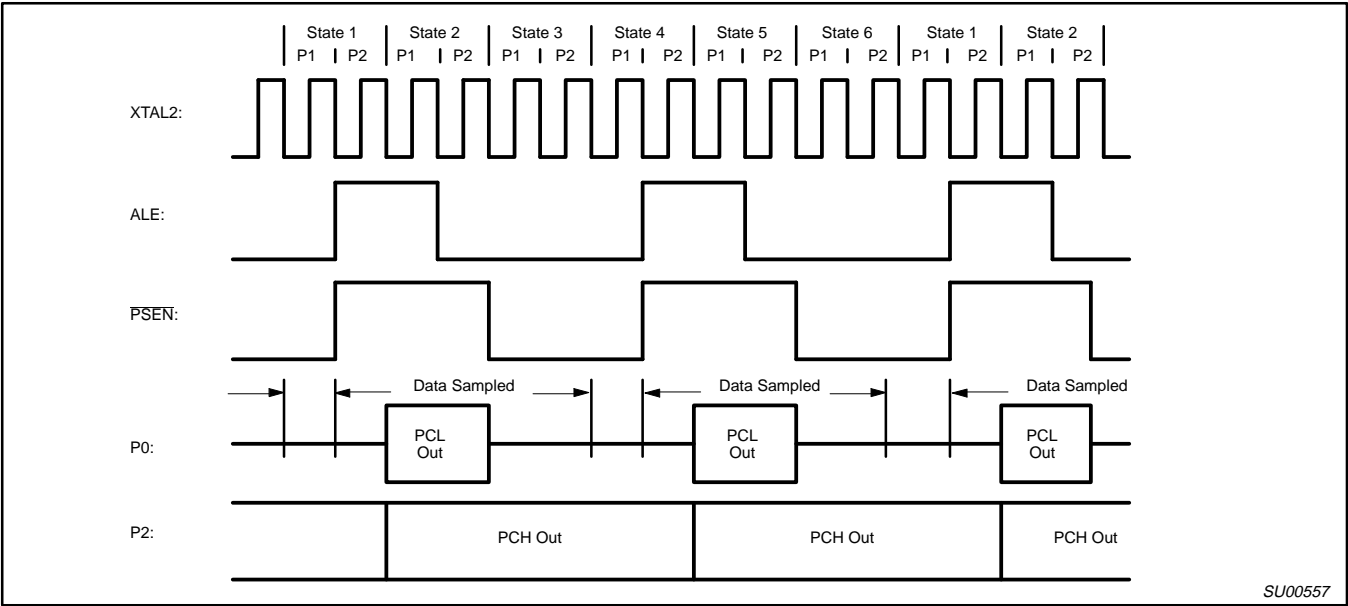 State 1 State 2 State 3 State 4 State 5 State 6 State 1 State 2
P1 P2 P1 P2 P1 P2 P1 P2 P1 P2 P1 P2 P1 P2 P1 P2
XTAL2:
ALE:
PSEN:
Data Sampled Data Sampled Data Sampled
P0:
PCL
Out
PCL
Out
PCL
Out
P2:
PCH Out PCH Out PCH Out
SU00557